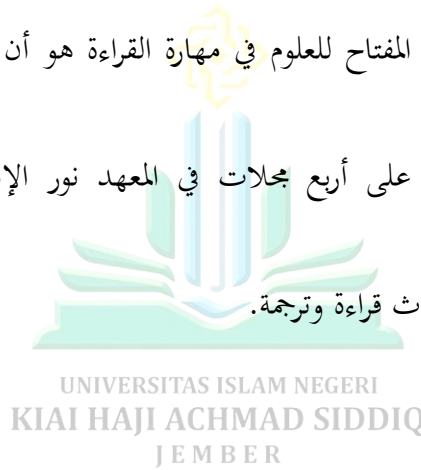 المفتاح للعلوم في مهارة القراءة هو أن
على أربع مجلات في المعهد نور الإ
ث قراءة وترجمة.
UNIVERSITAS ISLAM NEGERI
KIAI HAJI ACHMAD SIDDIQ
JEMBER